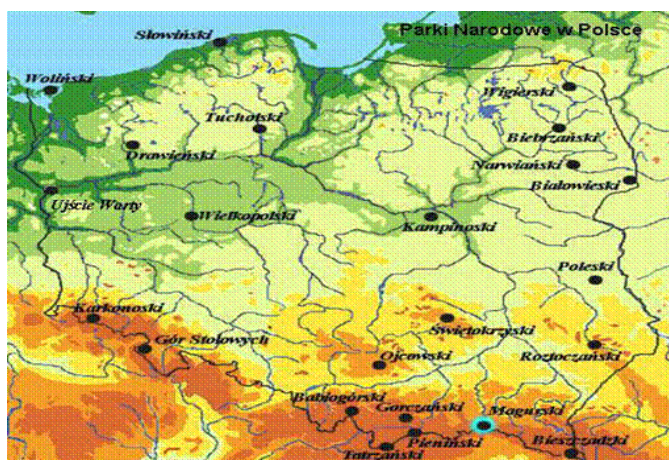 Parki Narodowe w Polsce
Słowiński
Woliński
Wigierski
Tucholski
Biebrzański
Drawieński
Narwiański
Białowieski
Ujście Warty
Wielkopolski
Kampinoski
Poleski
Karkonoski
Świętokrzyski
Gór Stołowych
Ojcowski
Roztoczański
Babiogórski
Gorczański
Magurski
Pieniński
Tatrzański
Bieszczadzki